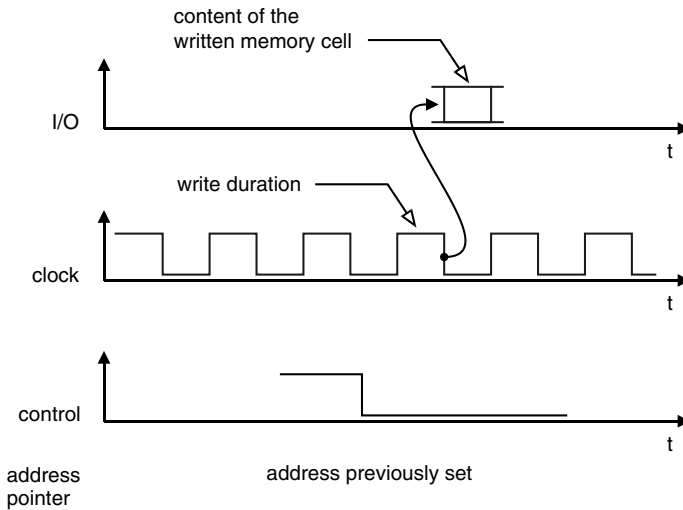 content of the
written memory cell
I/O
t
write duration
clock
t
control
t
address
pointer
address previously set